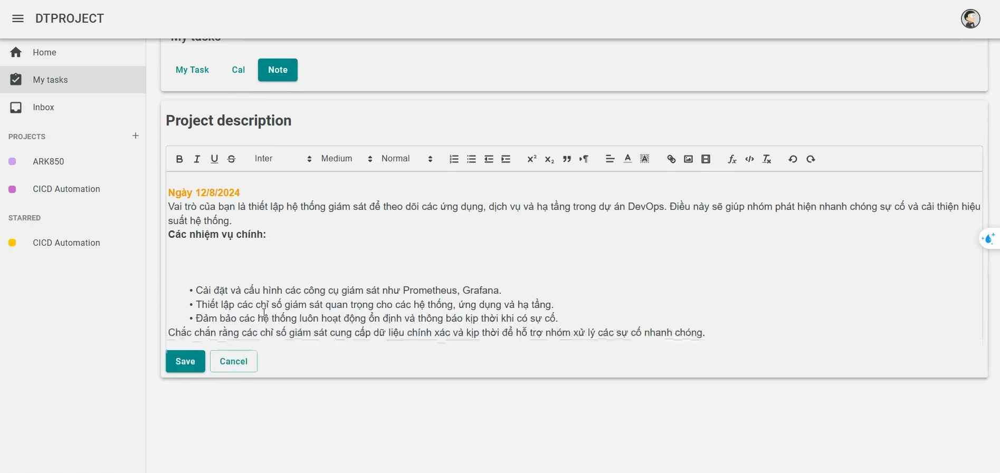 DTPROJECT
Home
My tasks
Inbox
PROJECTS
ARK850
CICD Automation
STARRED
CICD Automation
My tasks
My Task Cal Note
Project description
Inter Medium Normal
Ngày 12/8/2024
Vai trò của bạn là thiết lập hệ thống giám sát để theo dõi các ứng dụng, dịch vụ và hạ tầng trong dự án DevOps. Điều này sẽ giúp nhóm phát hiện nhanh chóng sự cố và cải thiện hiệu
suất hệ thống.
Các nhiệm vụ chính:
• Cài đặt và cấu hình các công cụ giám sát như Prometheus, Grafana.
• Thiết lập các chỉ số giám sát quan trọng cho các hệ thống, ứng dụng và hạ tầng.
• Đảm bảo các hệ thống luôn hoạt động ổn định và thông báo kịp thời khi có sự cố.
Chắc chắn rằng các chỉ số giám sát cung cấp dữ liệu chính xác và kịp thời để hỗ trợ nhóm xử lý các sự cố nhanh chóng.
Save Cancel